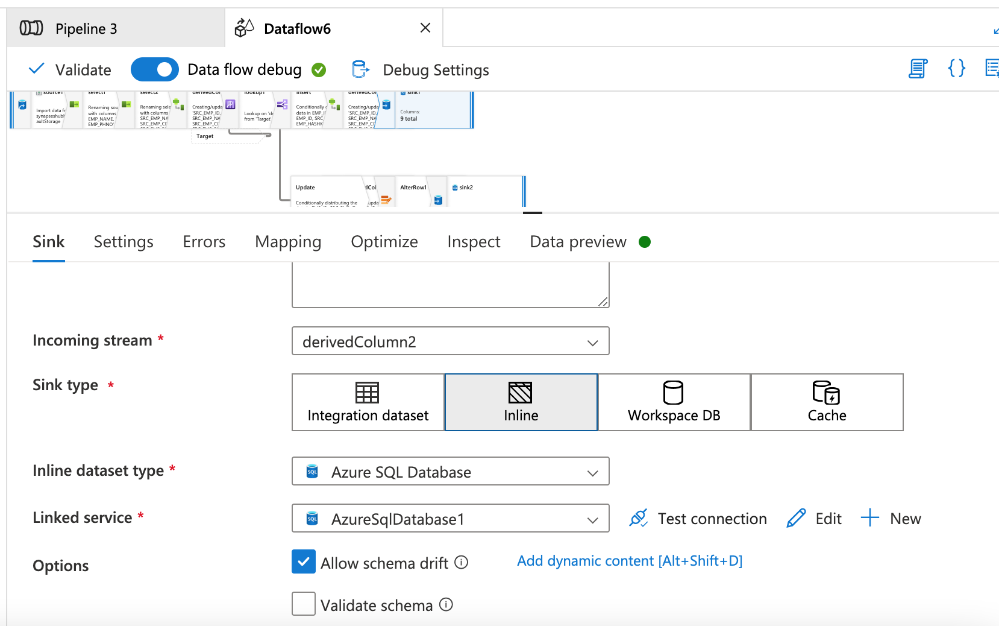 Pipeline 3
Dataflow6
Validate
Data flow debug
Debug Settings
source1
select1
select2
derivedCol
lookup1
insert
derivedCol
sink1
Import data fr
synapseshubh
aultStorage
Renaming sou
with columns
EMP_NAME,
EMP_PHNO'
Renaming sele
with columns
SRC_EMP_NA
SRC_EMP_CI
Creating/upda
'SRC_EMP_ID,
SRC_EMP_NA
SRC_EMP_CI
Lookup on 'de
from 'Target'
Conditionally d
data in EMP_I
EMP_ID, SRC
EMP_HASHK
Creating/upda
'SRC_EMP_ID,
SRC_EMP_NA
SRC_EMP_CI
Columns:
9 total
Target
Update
dCol
AlterRow1
sink2
Conditionally distributing the
upda
Sink
Settings
Errors
Mapping
Optimize
Inspect
Data preview
Incoming stream *
derivedColumn2
Sink type *
Integration dataset
Inline
Workspace DB
Cache
Inline dataset type *
SQL
Azure SQL Database
Linked service *
SQL
AzureSqlDatabase1
Test connection
Edit
New
Options
Allow schema drift
Add dynamic content [Alt+Shift+D]
Validate schema